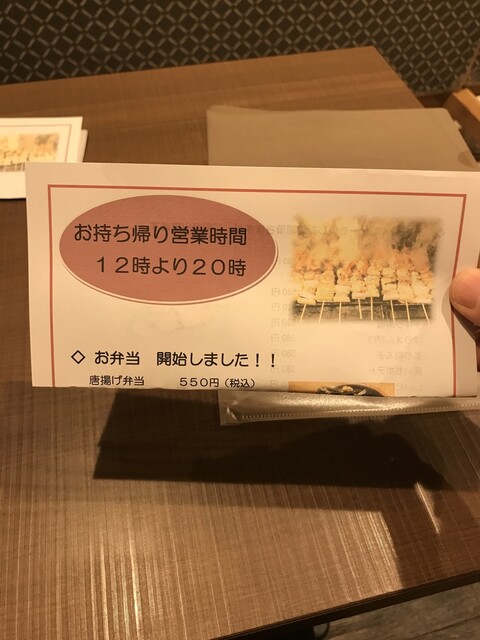 お持ち帰り営業時間
１２時より２０時
◇ お弁当　開始しました！！
唐揚げ弁当　５５０円（税込）